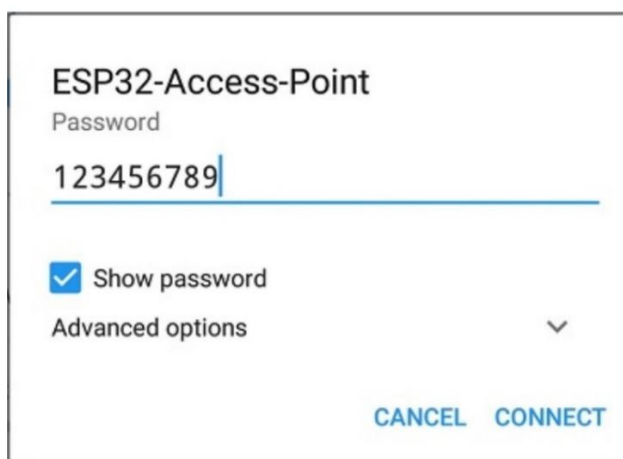 ESP32-Access-Point
Password
123456789
Show password
Advanced options
CANCEL CONNECT